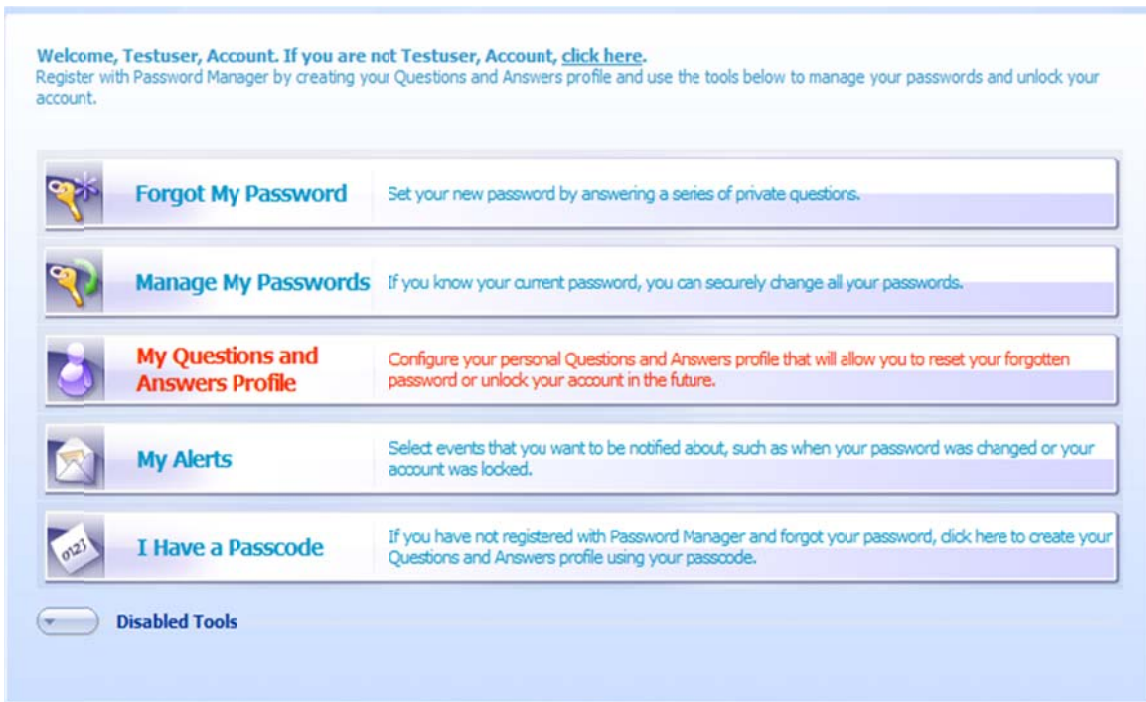 Welcome, Testuser, Account. If you are not Testuser, Account, click here.
Register with Password Manager by creating your Questions and Answers profile and use the tools below to manage your passwords and unlock your
account.
Forgot My Password
Set your new password by answering a series of private questions.
Manage My Passwords
If you know your current password, you can securely change all your passwords.
My Questions and
Answers Profile
Configure your personal Questions and Answers profile that will allow you to reset your forgotten
password or unlock your account in the future.
My Alerts
Select events that you want to be notified about, such as when your password was changed or your
account was locked.
0123
I Have a Passcode
If you have not registered with Password Manager and forgot your password, click here to create your
Questions and Answers profile using your passcode.
Disabled Tools